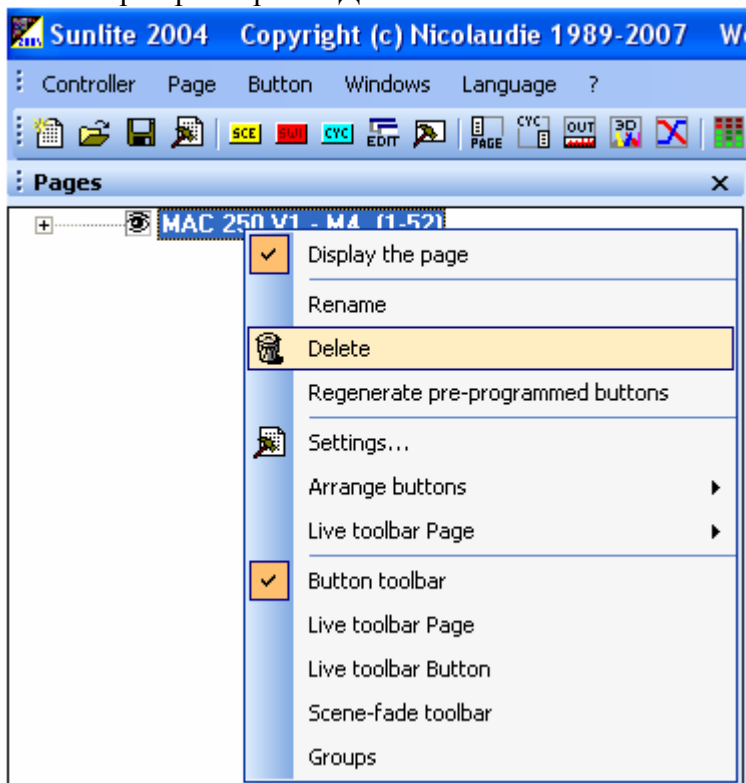 Sunlite 2004 Copyright (c) Nicolaudie 1989-2007
Controller Page Button Windows Language ?
SCE SWI CYC EDIT PAGE CYC OUT 3D
Pages
MAC 250 V1 - M4 (1-52)
Display the page
Rename
Delete
Regenerate pre-programmed buttons
Settings...
Arrange buttons
Live toolbar Page
Button toolbar
Live toolbar Page
Live toolbar Button
Scene-fade toolbar
Groups